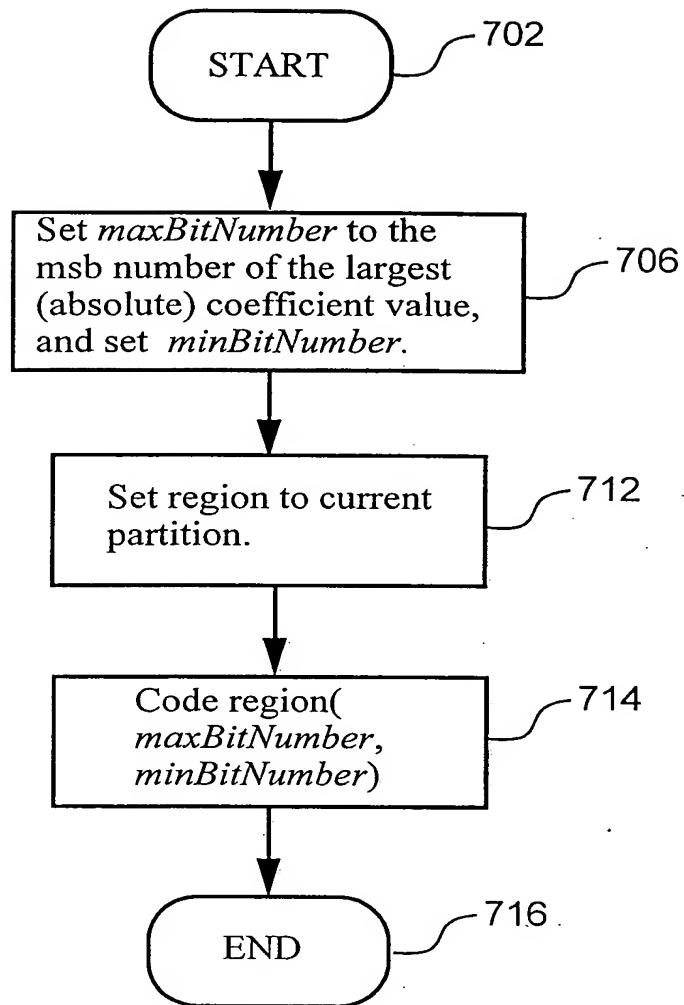 START
702
Set maxBitNumber to the
msb number of the largest
(absolute) coefficient value,
and set minBitNumber.
706
Set region to current
partition.
712
Code region(
maxBitNumber,
minBitNumber)
714
END
716